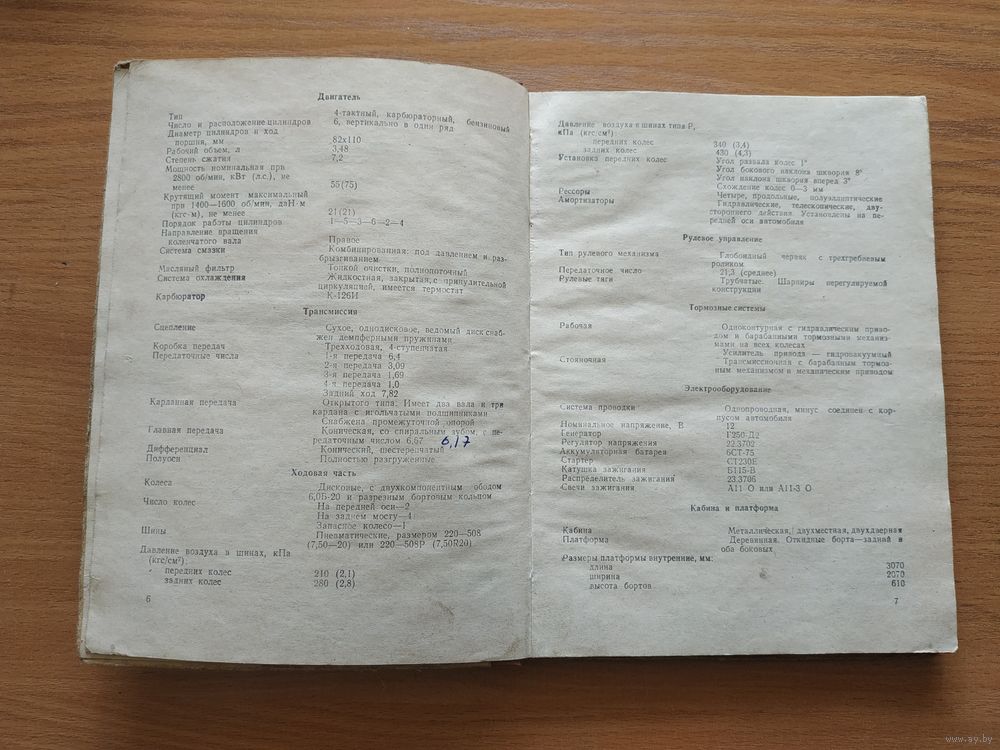 Двигатель
Тип 4-тактный, карбюраторный, бензиновый
Число и расположение цилиндров 6, вертикально в один ряд
Диаметр цилиндров и ход
поршня, мм 82х110
Рабочий объем, л 3,48
Степень сжатия 7,2
Мощность номинальная при
2800 об/мин, кВт (л.с.), не
менее 55(75)
Крутящий момент максимальный
при 1400—1600 об/мин, даН·м
(кгс·м), не менее 21(21)
Порядок работы цилиндров 1—5—3—6—2—4
Направление вращения
коленчатого вала Правое
Система смазки Комбинированная: под давлением и раз-
брызгиванием
Масляный фильтр Тонкой очистки, полнопоточный
Система охлаждения Жидкостная, закрытая, с принудительной
циркуляцией, имеется термостат
Карбюратор К-126И
Трансмиссия
Сцепление Сухое, однодисковое, ведомый диск снаб-
жен демпферными пружинами
Коробка передач Трехходовая, 4-ступенчатая
Передаточные числа 1-я передача 6,4
2-я передача 3,09
3-я передача 1,69
4-я передача 1,0
Задний ход 7,82
Карданная передача Открытого типа. Имеет два вала и три
кардана с игольчатыми подшипниками
Снабжена промежуточной опорой
Главная передача Коническая, со спиральным зубом, с пе-
редаточным числом 6,67 6,17
Дифференциал Конический, шестеренчатый
Полуоси Полностью разгруженные
Ходовая часть
Колеса Дисковые, с двухкомпонентным ободом
6,0Б-20 и разрезным бортовым кольцом
Число колес На передней оси—2
На заднем мосту—4
Запасное колесо—1
Шины Пневматические, размером 220—508
(7,50—20) или 220—508Р (7,50R20)
Давление воздуха в шинах, кПа
(кгс/см²):
передних колес 210 (2,1)
задних колес 280 (2,8)
6
Давление воздуха в шинах типа Р,
кПа (кгс/см²)
передних колес 340 (3,4)
задних колес 430 (4,3)
Установка передних колес Угол развала колес 1°
Угол бокового наклона шкворня 8°
Угол наклона шкворня вперед 3°
Схождение колес 0—3 мм
Рессоры Четыре, продольные, полуэллиптические
Амортизаторы Гидравлические, телескопические, дву-
стороннего действия. Установлены на пе-
редней оси автомобиля
Рулевое управление
Тип рулевого механизма Глобоидный червяк с трехгребневым
роликом
Передаточное число 21,3 (среднее)
Рулевые тяги Трубчатые. Шарниры нерегулируемой
конструкции
Тормозные системы
Рабочая Одноконтурная с гидравлическим приво-
дом и барабанными тормозными механиз-
мами на всех колесах
Усилитель привода — гидровакуумный
Стояночная Трансмиссионная с барабанным тормоз-
ным механизмом и механическим приводом
Электрооборудование
Система проводки Однопроводная, минус соединен с кор-
пусом автомобиля
Номинальное напряжение, В 12
Генератор Г250-Д2
Регулятор напряжения 22.3702
Аккумуляторная батарея 6СТ-75
Стартер СТ230Е
Катушка зажигания Б115-В
Распределитель зажигания 23.3706
Свечи зажигания А11-О или А11-3 О
Кабина и платформа
Кабина Металлическая, двухместная, двухдверная
Платформа Деревянная. Откидные борта—задний и
оба боковых
Размеры платформы внутренние, мм:
длина 3070
ширина 2070
высота бортов 610
7
www.ay.by